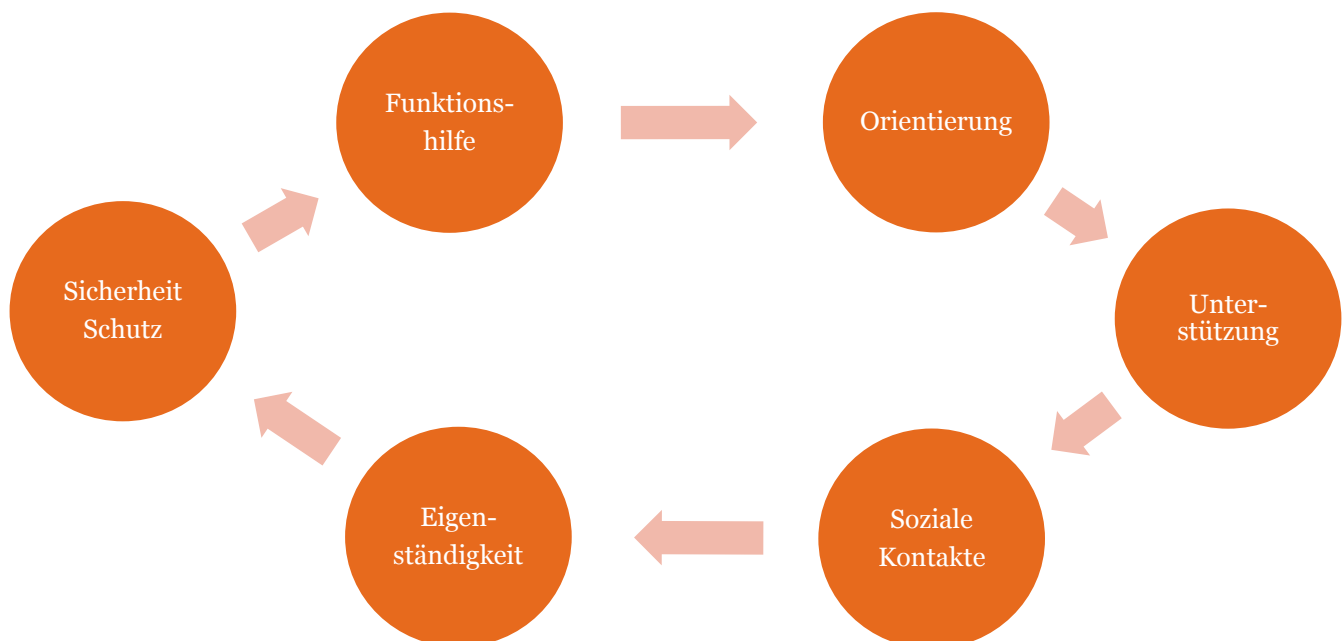 Funktions-
hilfe
Orientierung
Sicherheit
Schutz
Unter-
stützung
Eigen-
ständigkeit
Soziale
Kontakte